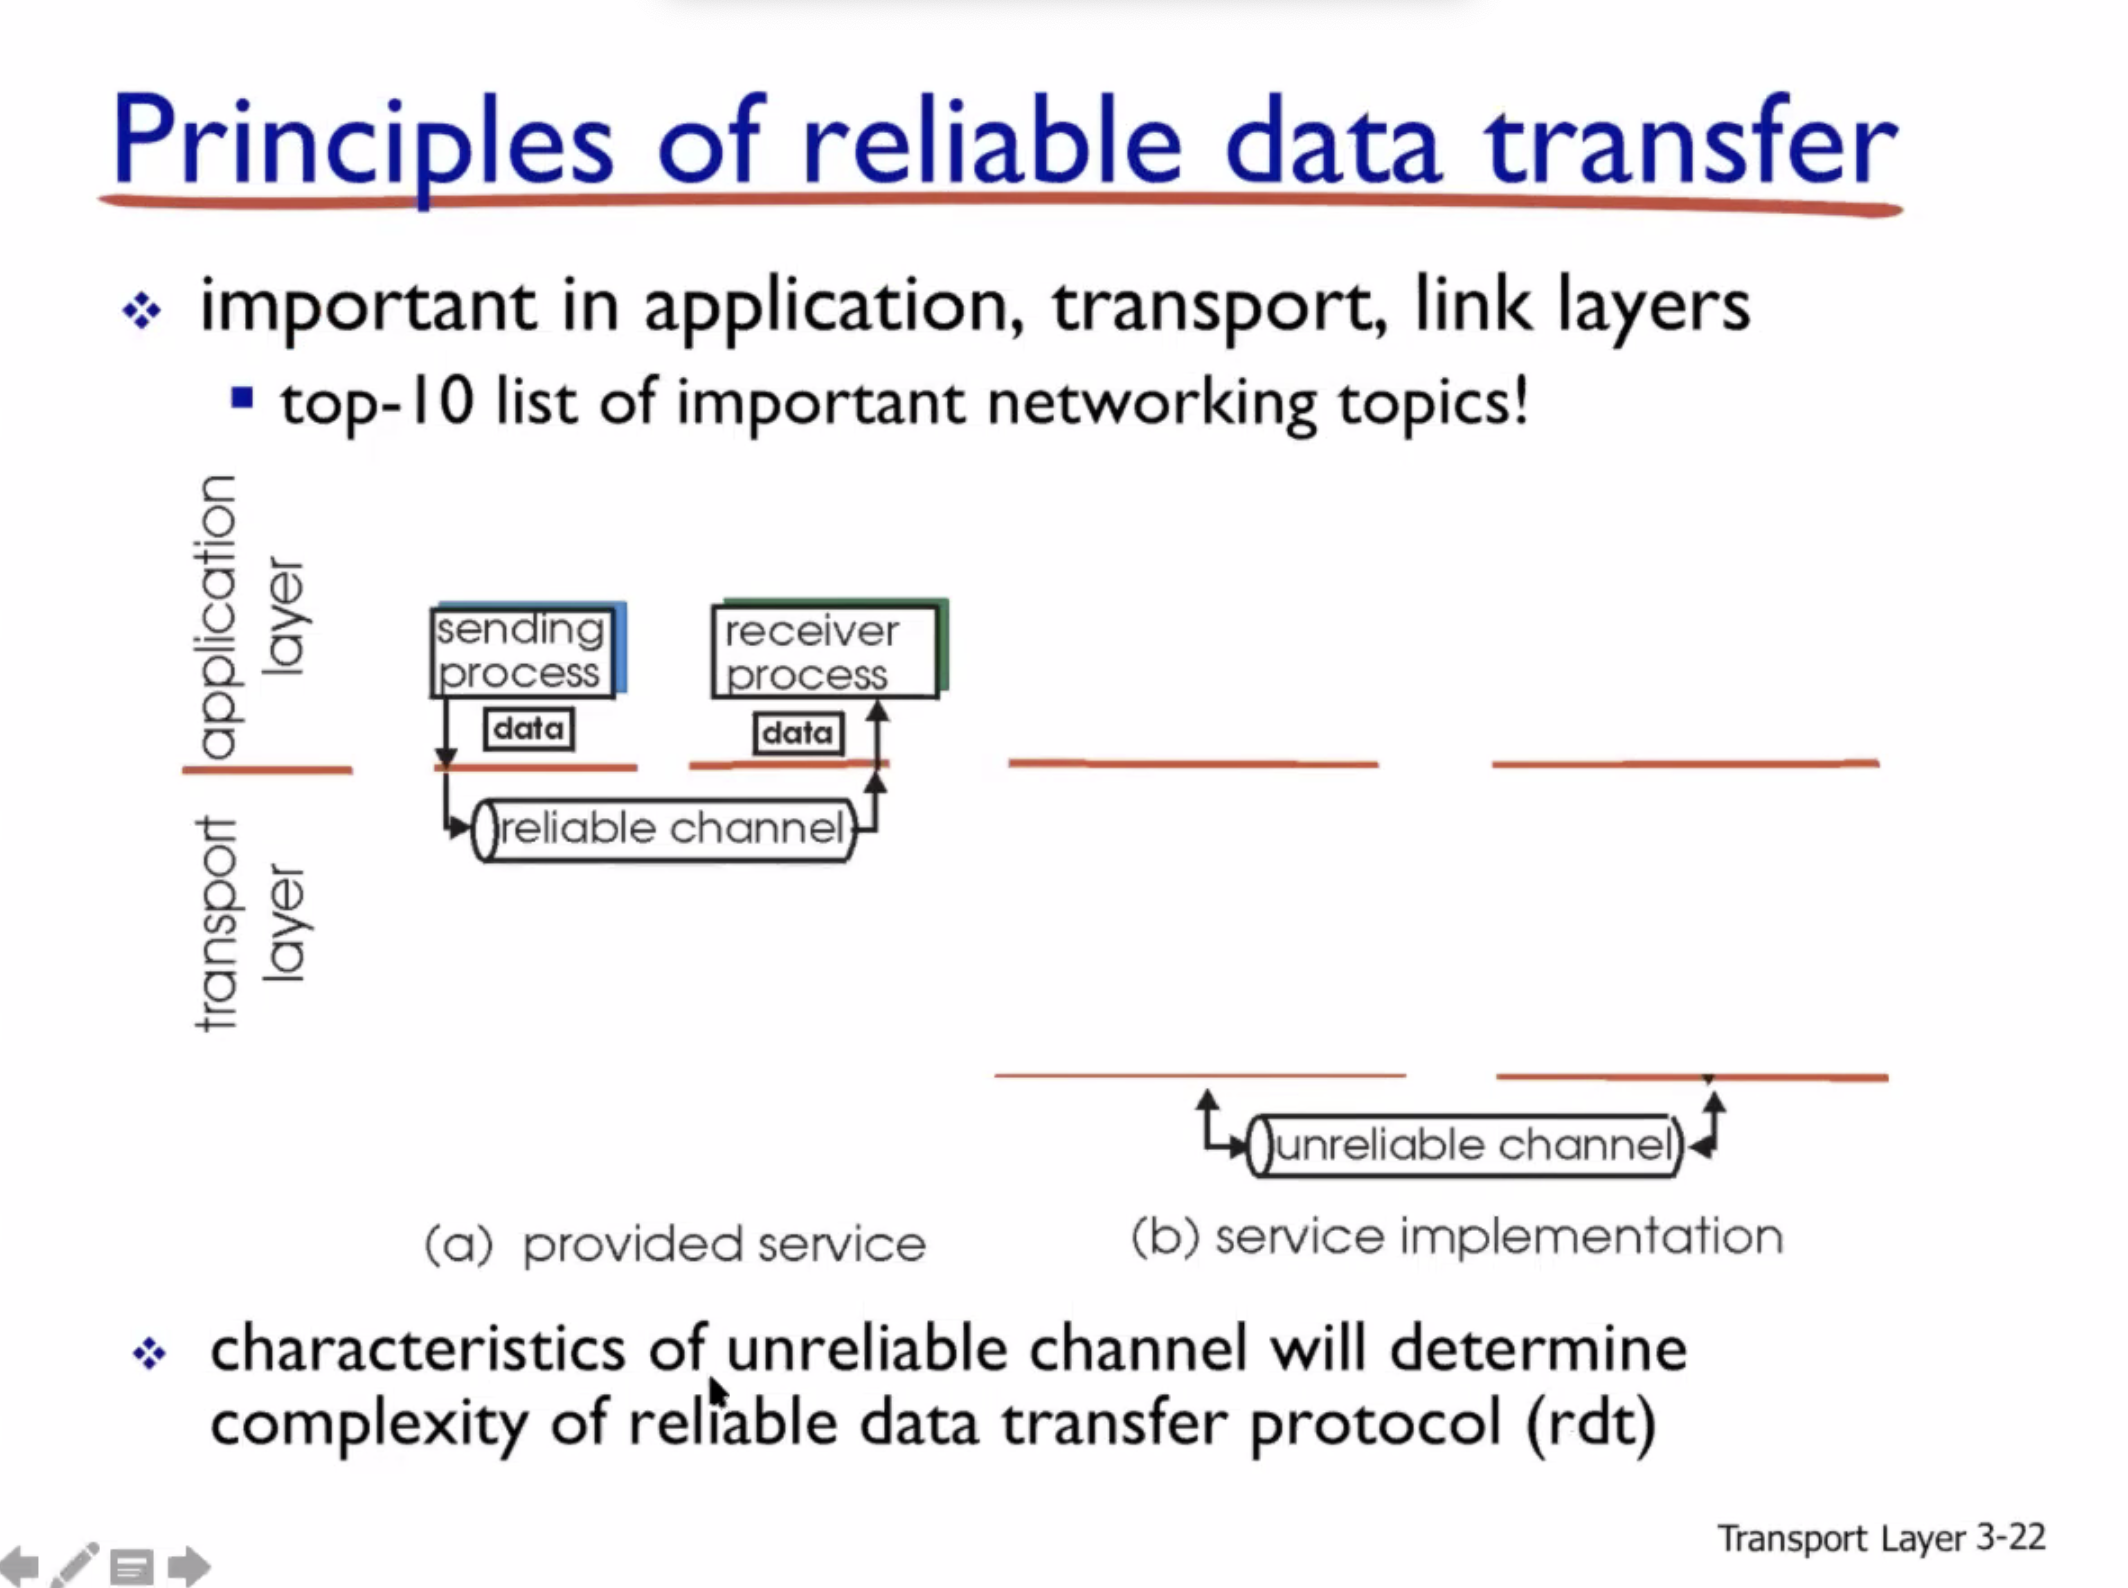 Principles of reliable data transfer
important in application, transport, link layers
top-10 list of important networking topics!
application
layer
sending
process
receiver
process
data
data
transport
layer
reliable channel
unreliable channel
(a) provided service
(b) service implementation
characteristics of unreliable channel will determine
complexity of reliable data transfer protocol (rdt)
Transport Layer 3-22